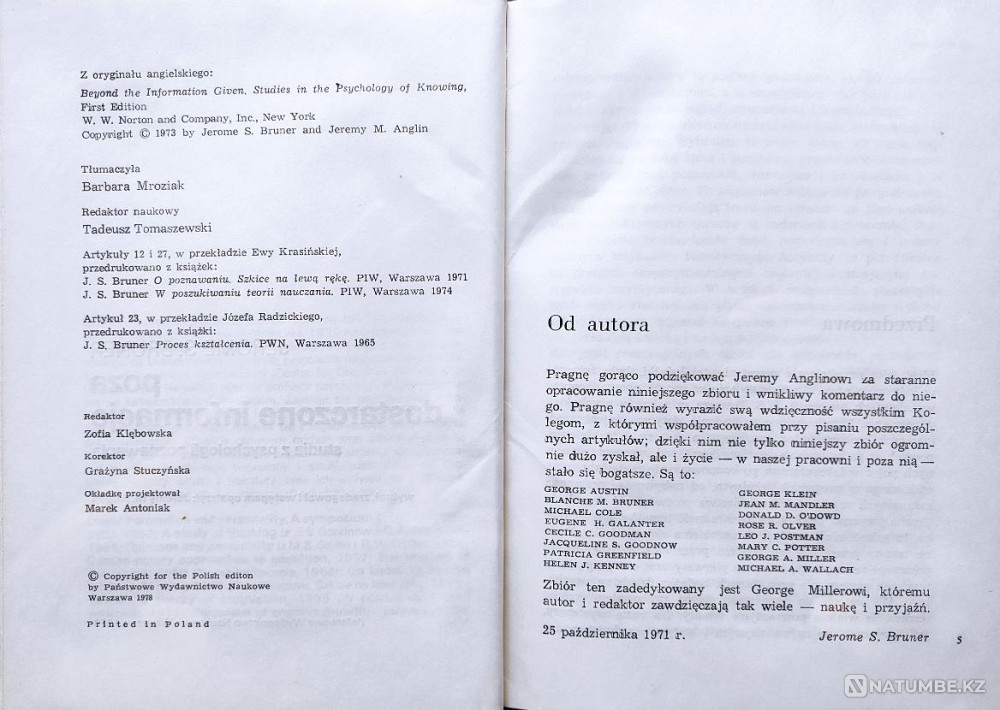 Z oryginału angielskiego:
Beyond the Information Given. Studies in the Psychology of Knowing,
First Edition
W. W. Norton and Company, Inc., New York
Copyright © 1973 by Jerome S. Bruner and Jeremy M. Anglin
Tłumaczyła
Barbara Mroziak
Redaktor naukowy
Tadeusz Tomaszewski
Artykuły 12 i 27, w przekładzie Ewy Krasińskiej,
przedrukowano z książek:
J. S. Bruner O poznawaniu. Szkice na lewą rękę. PIW, Warszawa 1971
J. S. Bruner W poszukiwaniu teorii nauczania. PIW, Warszawa 1974
Artykuł 23, w przekładzie Józefa Radzickiego,
przedrukowano z książki:
J. S. Bruner Proces kształcenia. PWN, Warszawa 1965
Redaktor
Zofia Klębowska
Korektor
Grażyna Stuczyńska
Okładkę projektował
Marek Antoniak
© Copyright for the Polish editon
by Państwowe Wydawnictwo Naukowe
Warszawa 1978
Printed in Poland
Od autora
Pragnę gorąco podziękować Jeremy Anglinowi za staranne
opracowanie niniejszego zbioru i wnikliwy komentarz do nie-
go. Pragnę również wyrazić swą wdzięczność wszystkim Ko-
legom, z którymi współpracowałem przy pisaniu poszczegól-
nych artykułów; dzięki nim nie tylko niniejszy zbiór ogrom-
nie dużo zyskał, ale i życie — w naszej pracowni i poza nią —
stało się bogatsze. Są to:
GEORGE AUSTIN
BLANCHE M. BRUNER
MICHAEL COLE
EUGENE H. GALANTER
CECILE C. GOODMAN
JACQUELINE S. GOODNOW
PATRICIA GREENFIELD
HELEN J. KENNEY
GEORGE KLEIN
JEAN M. MANDLER
DONALD D. O'DOWD
ROSE R. OLVER
LEO J. POSTMAN
MARY C. POTTER
GEORGE A. MILLER
MICHAEL A. WALLACH
Zbiór ten zadedykowany jest George Millerowi, któremu
autor i redaktor zawdzięczają tak wiele — naukę i przyjaźń.
25 października 1971 r.
Jerome S. Bruner
5
NATUMBE.KZ